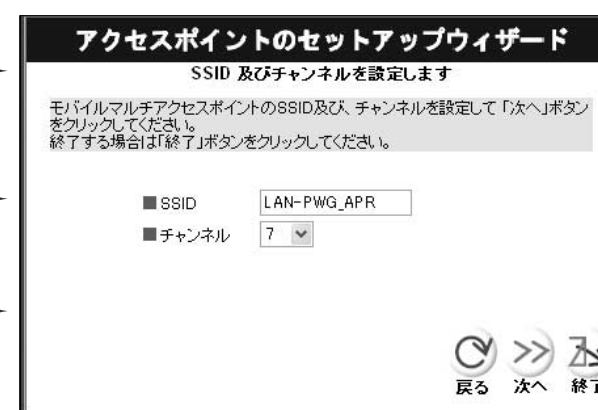 アクセスポイントのセットアップウィザード
SSID 及びチャンネルを設定します
モバイルマルチアクセスポイントのSSID及び、チャンネルを設定して「次へ」ボタン
をクリックしてください。
終了する場合は「終了」ボタンをクリックしてください。
■SSID LAN-PWG_APR
■チャンネル 7
戻る 次へ 終了